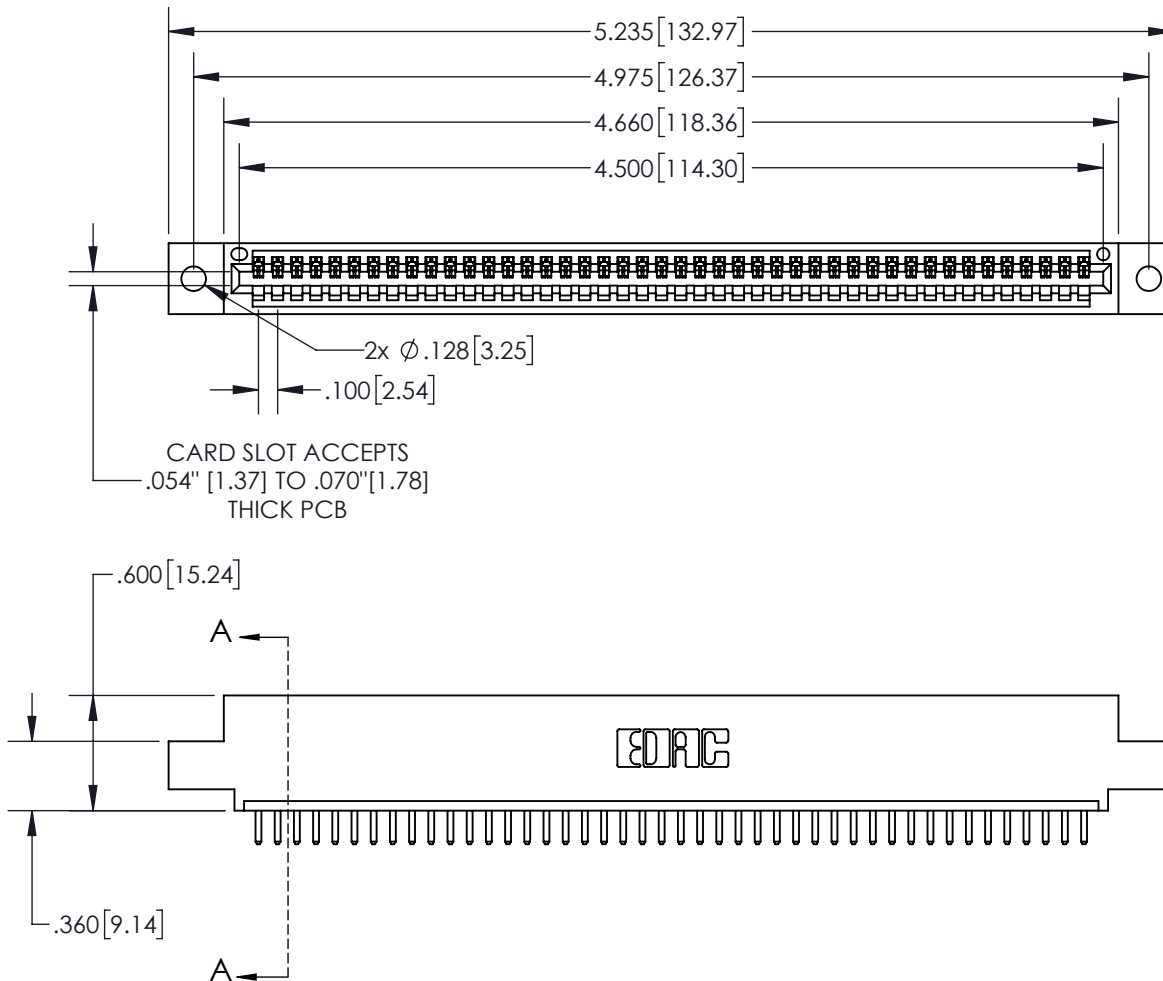 5.235[132.97]
4.975[126.37]
4.660[118.36]
4.500[114.30]
2x Ø.128[3.25]
.100[2.54]
CARD SLOT ACCEPTS
.054" [1.37] TO .070"[1.78]
THICK PCB
.600[15.24]
A
EDAC
.360[9.14]
A